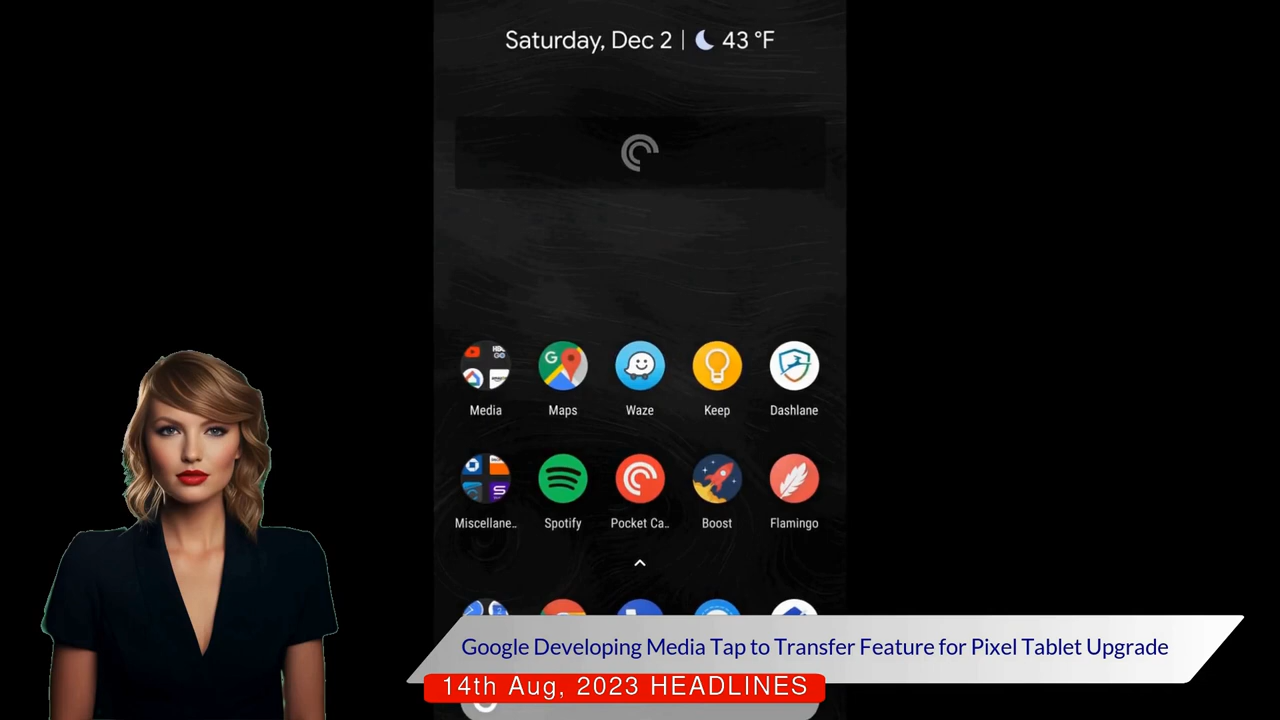 Saturday, Dec 2 | 43 °F
Media Maps Waze Keep Dashlane
Miscellane.. Spotify Pocket Ca.. Boost Flamingo
Google Developing Media Tap to Transfer Feature for Pixel Tablet Upgrade
14th Aug, 2023 HEADLINES